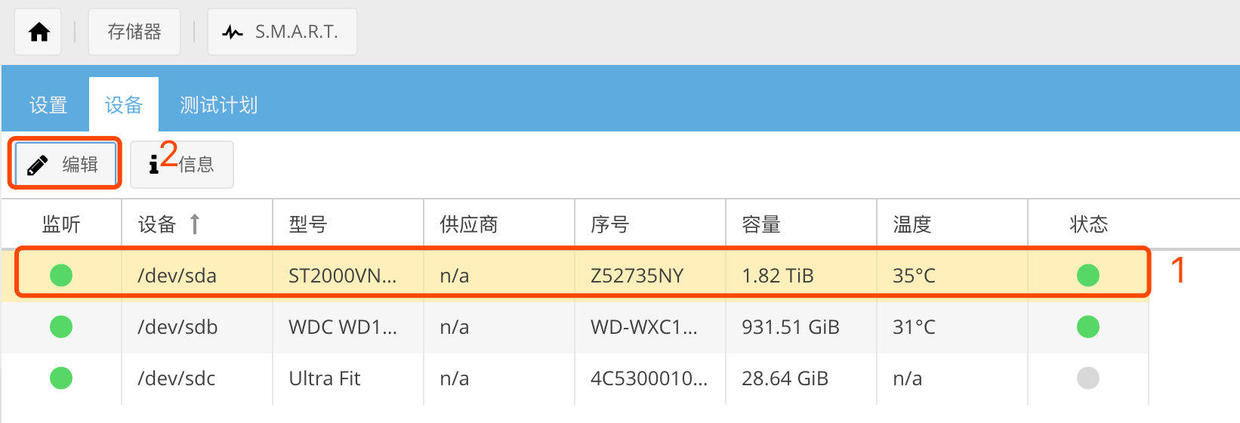 存储器 S.M.A.R.T.
设置 设备 测试计划
编辑 2 信息
监听 设备 型号 供应商 序号 容量 温度 状态
/dev/sda ST2000VN... n/a Z52735NY 1.82 TiB 35°C 1
/dev/sdb WDC WD1... n/a WD-WXC1... 931.51 GiB 31°C
/dev/sdc Ultra Fit n/a 4C5300010... 28.64 GiB n/a